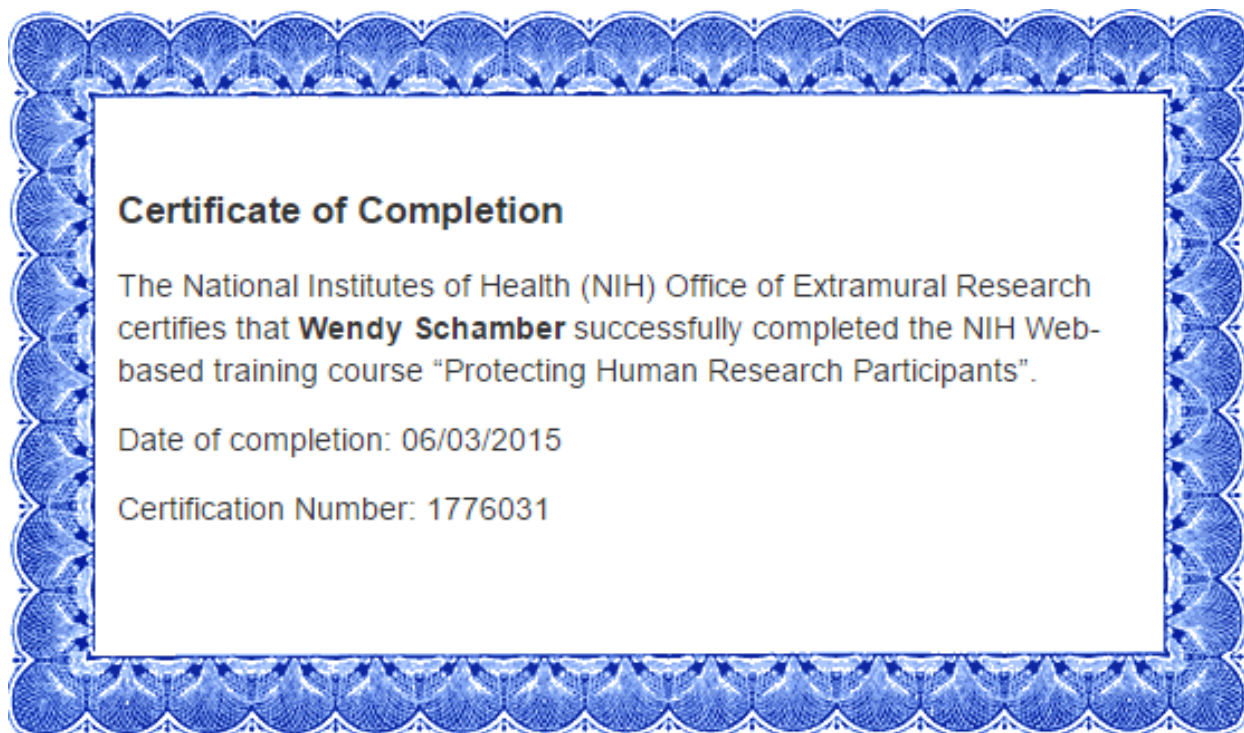 Certificate of Completion
The National Institutes of Health (NIH) Office of Extramural Research
certifies that Wendy Schamber successfully completed the NIH Web-
based training course “Protecting Human Research Participants”.
Date of completion: 06/03/2015
Certification Number: 1776031